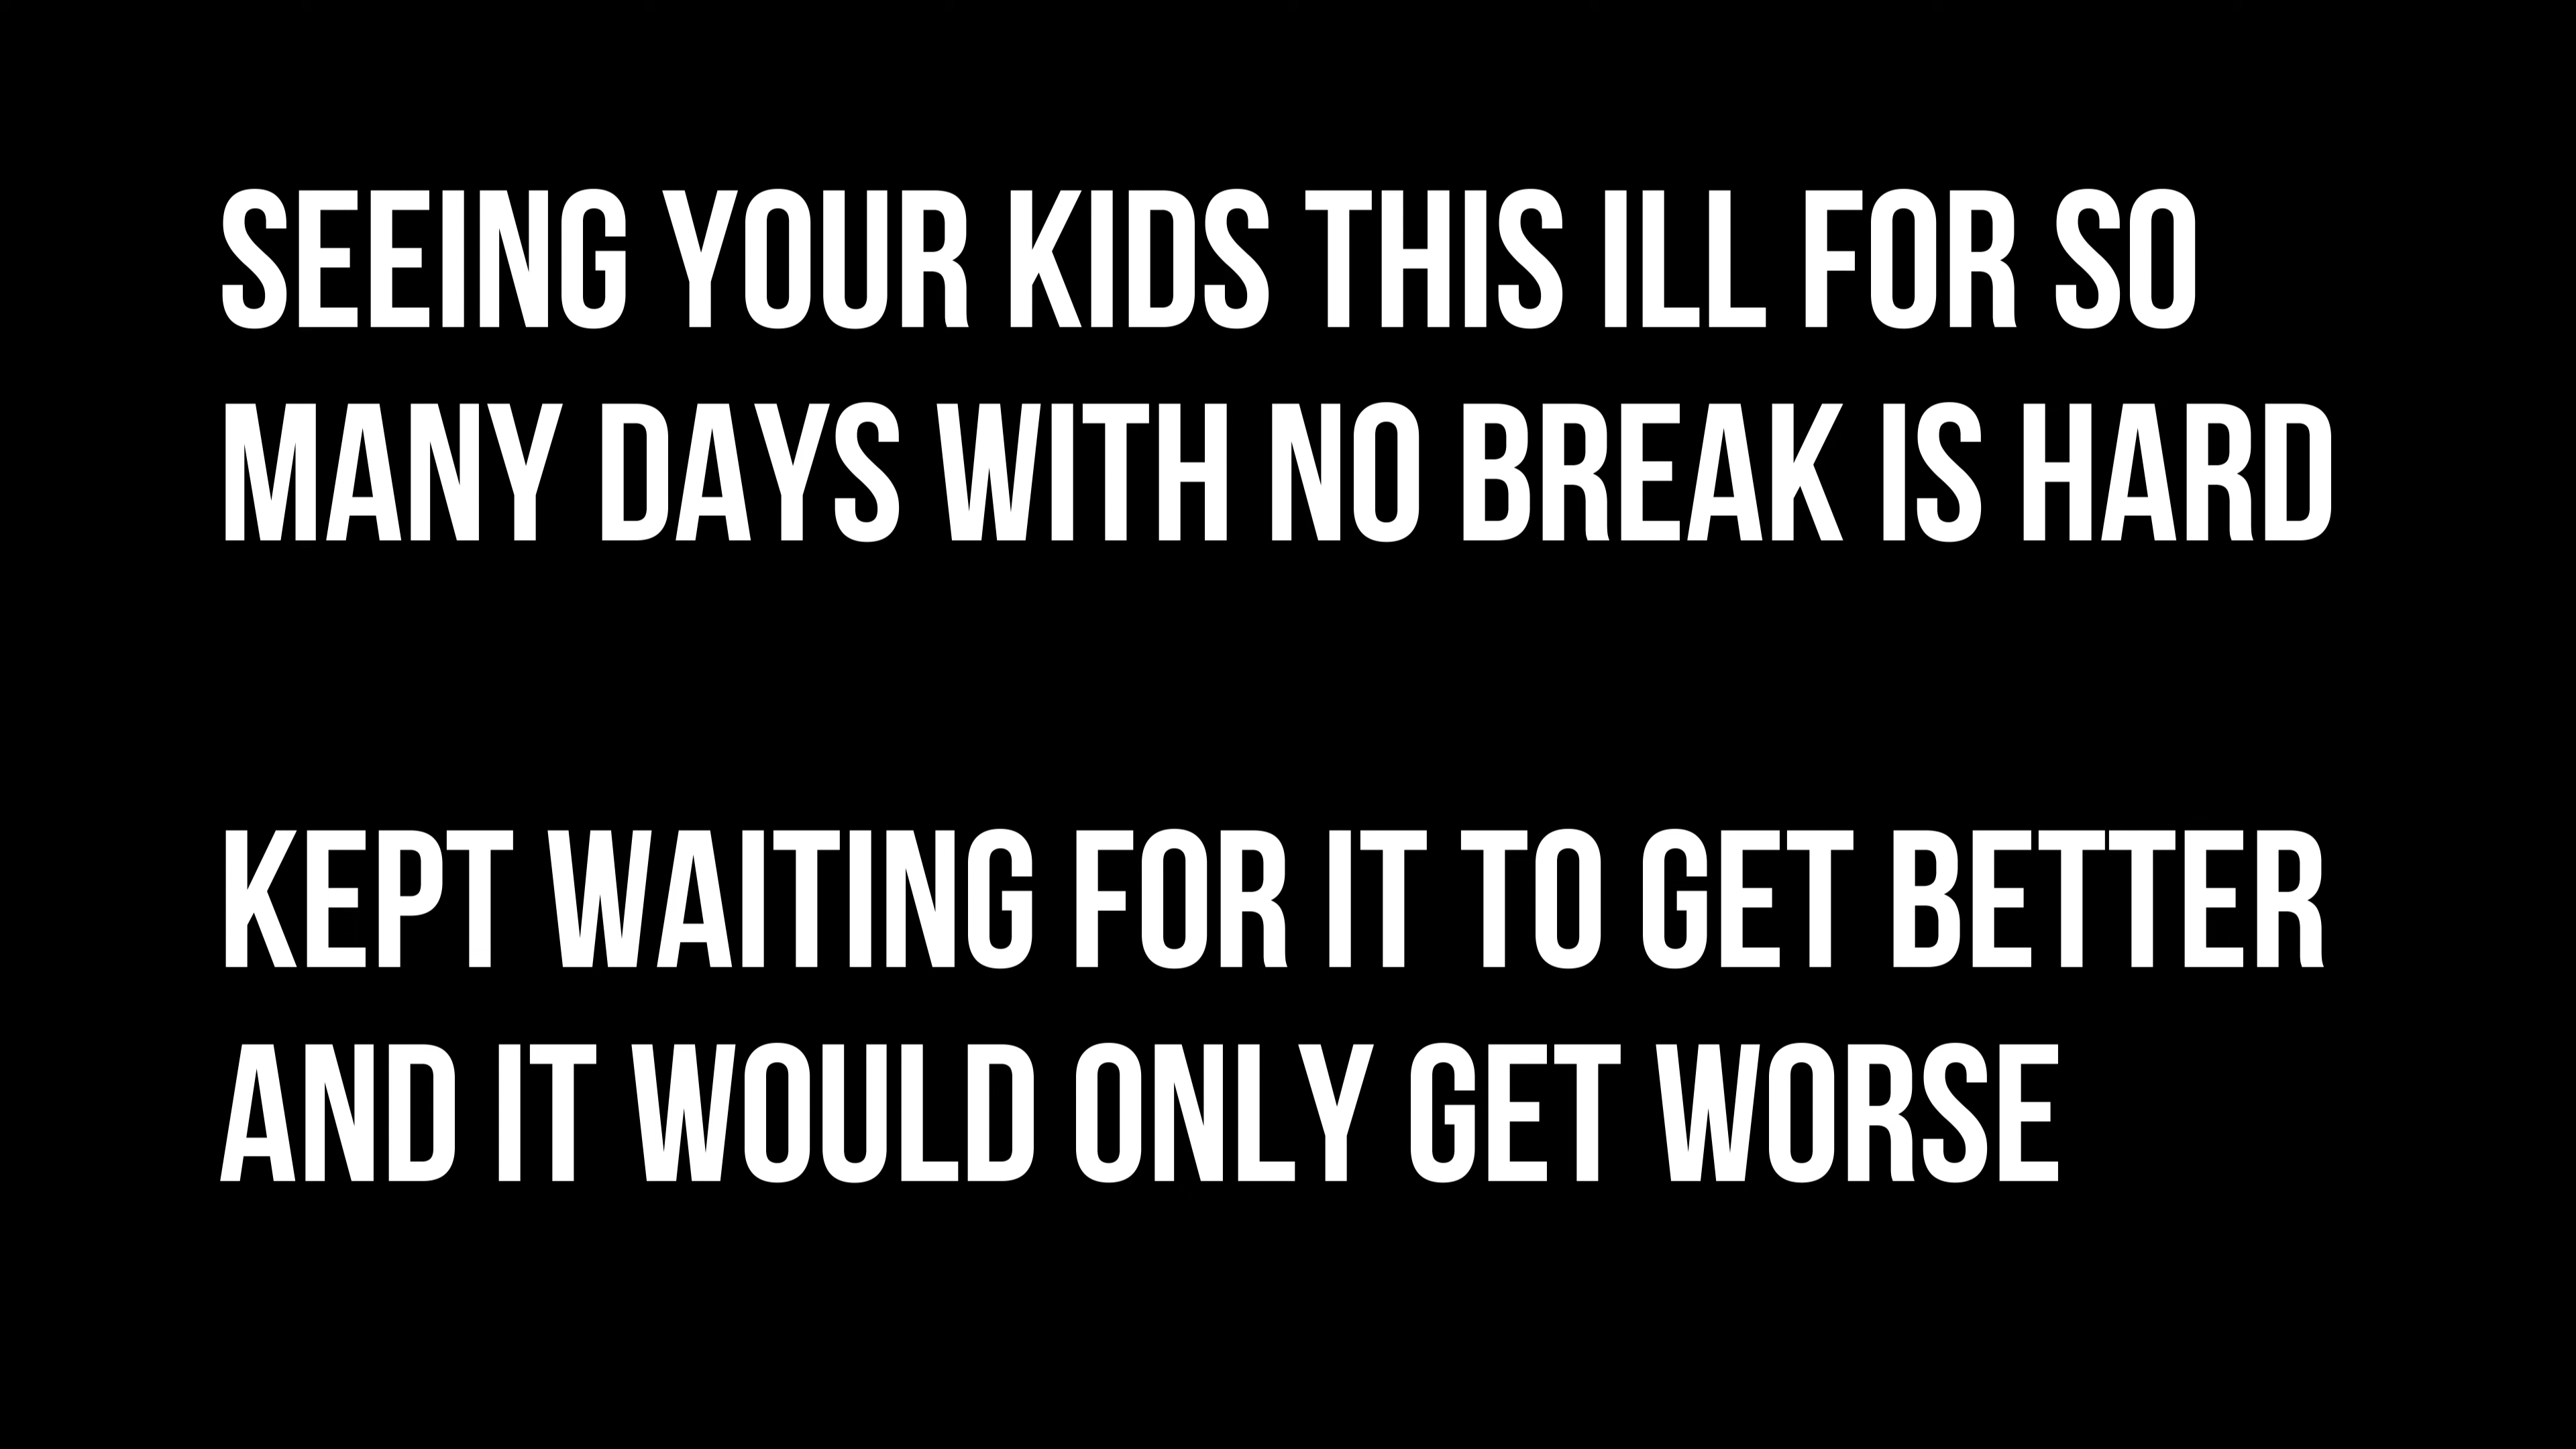 SEEING YOUR KIDS THIS ILL FOR SO
MANY DAYS WITH NO BREAK IS HARD
KEPT WAITING FOR IT TO GET BETTER
AND IT WOULD ONLY GET WORSE